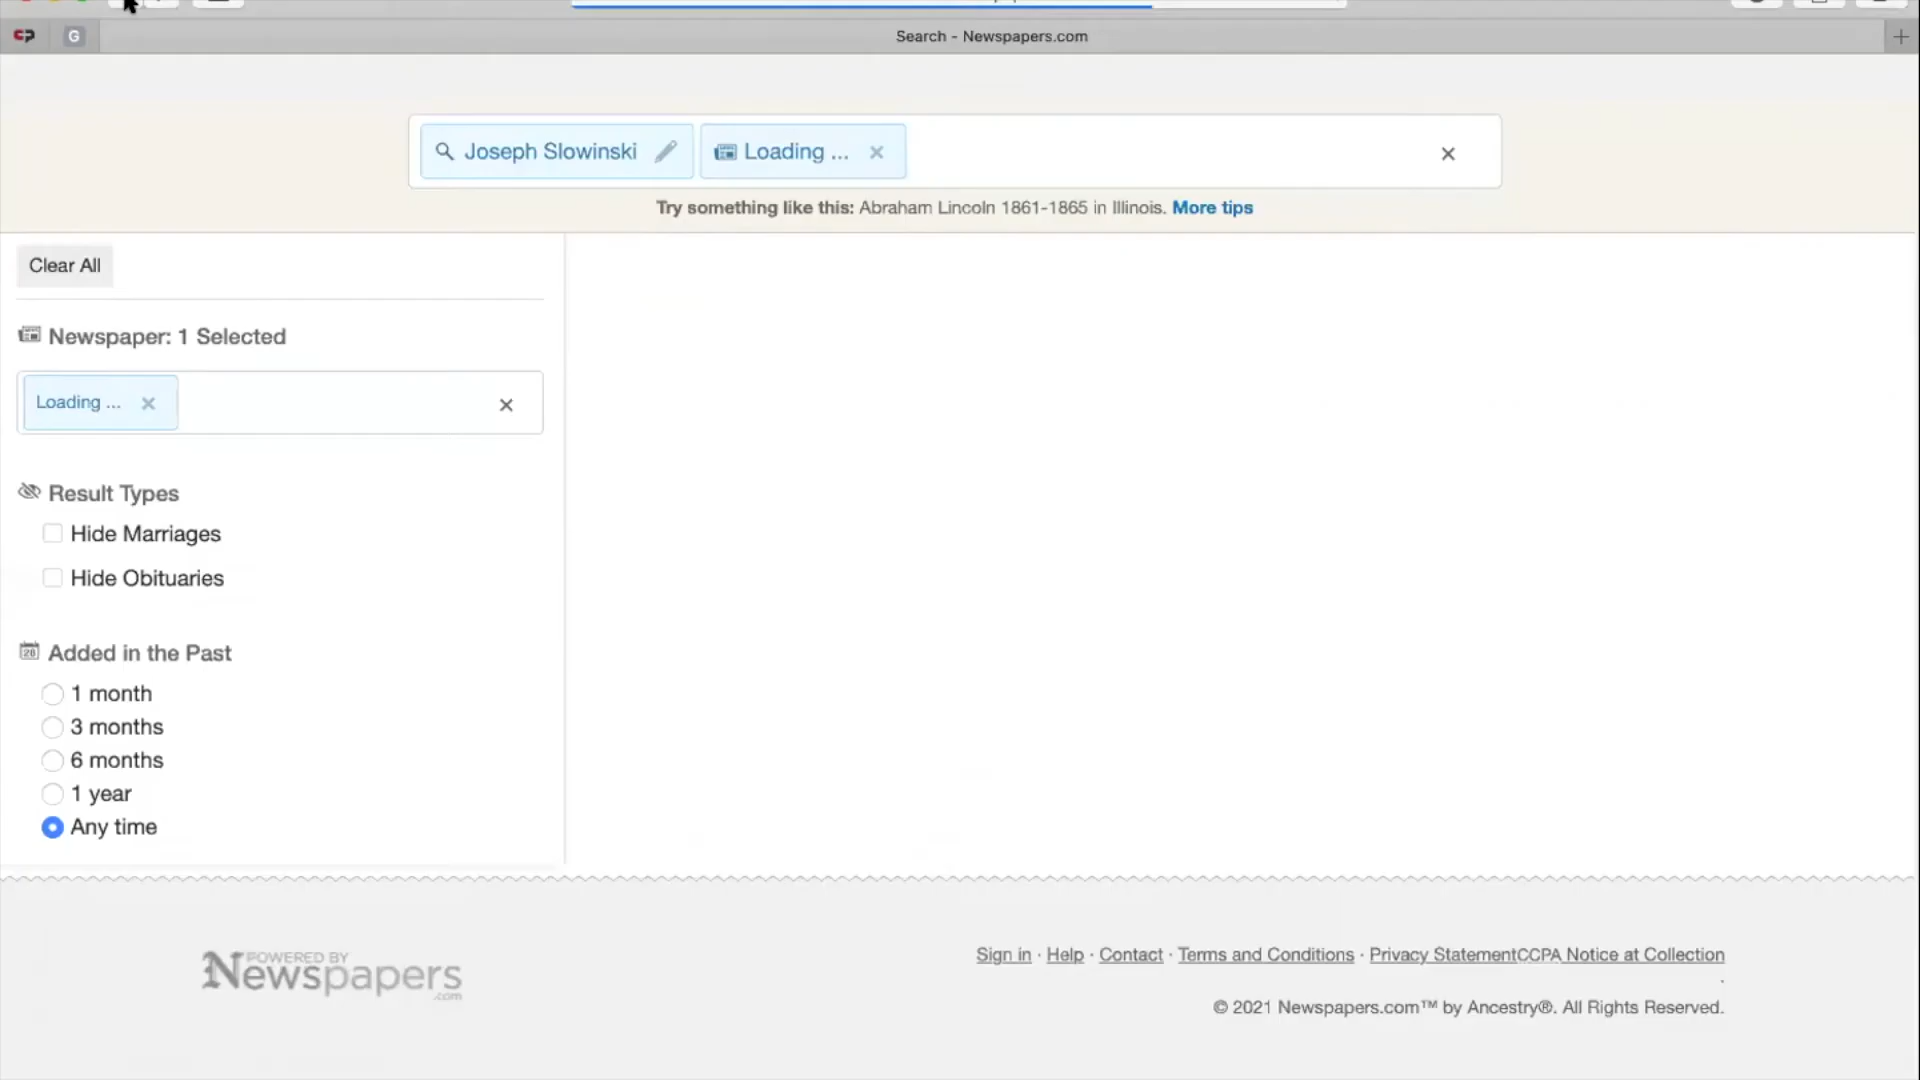 G
Search - Newspapers.com
Joseph Slowinski
Loading ...
Try something like this: Abraham Lincoln 1861-1865 in Illinois. More tips
Clear All
Newspaper: 1 Selected
Loading ...
Result Types
Hide Marriages
Hide Obituaries
Added in the Past
1 month
3 months
6 months
1 year
Any time
POWERED BY
Newspapers
.com
Sign in · Help · Contact · Terms and Conditions · Privacy StatementCCPA Notice at Collection
.
© 2021 Newspapers.com™ by Ancestry®. All Rights Reserved.